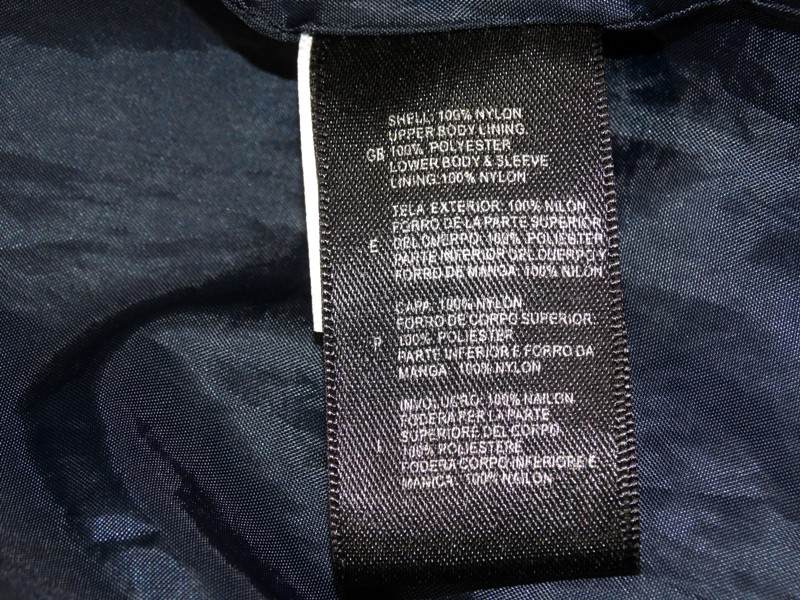 SHELL: 100% NYLON
UPPER BODY LINING
GB 100% POLYESTER
LOWER BODY & SLEEVE
LINING:100% NYLON
TELA EXTERIOR: 100% NILON
FORRO DE LA PARTE SUPERIOR
E DEL CUERPO: 100% POLIESTER
PARTE INFERIOR DEL CUERPO Y
FORRO DE MANGA: 100% NILON
CAPA: 100% NYLON
FORRO DE CORPO SUPERIOR:
P 100% POLIESTER
PARTE INFERIOR E FORRO DA
MANGA: 100% NYLON
INVOLUCRO: 100% NAILON
FODERA PER LA PARTE
SUPERIORE DEL CORPO
I 100% POLIESTERE
FODERA CORPO INFERIORE E
MANICA: 100% NAILON